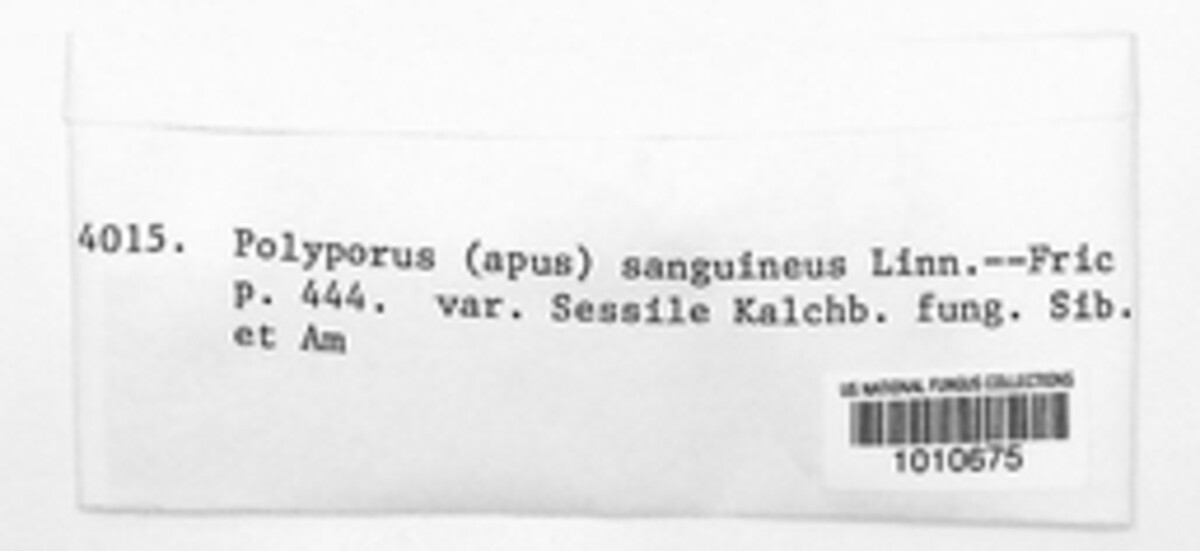 4015. Polyporus (apus) sanguineus Linn.--Fric
p. 444. var. Sessile Kalchb. fung. Sib.
et Am
US NATIONAL FUNGUS COLLECTIONS
1010675